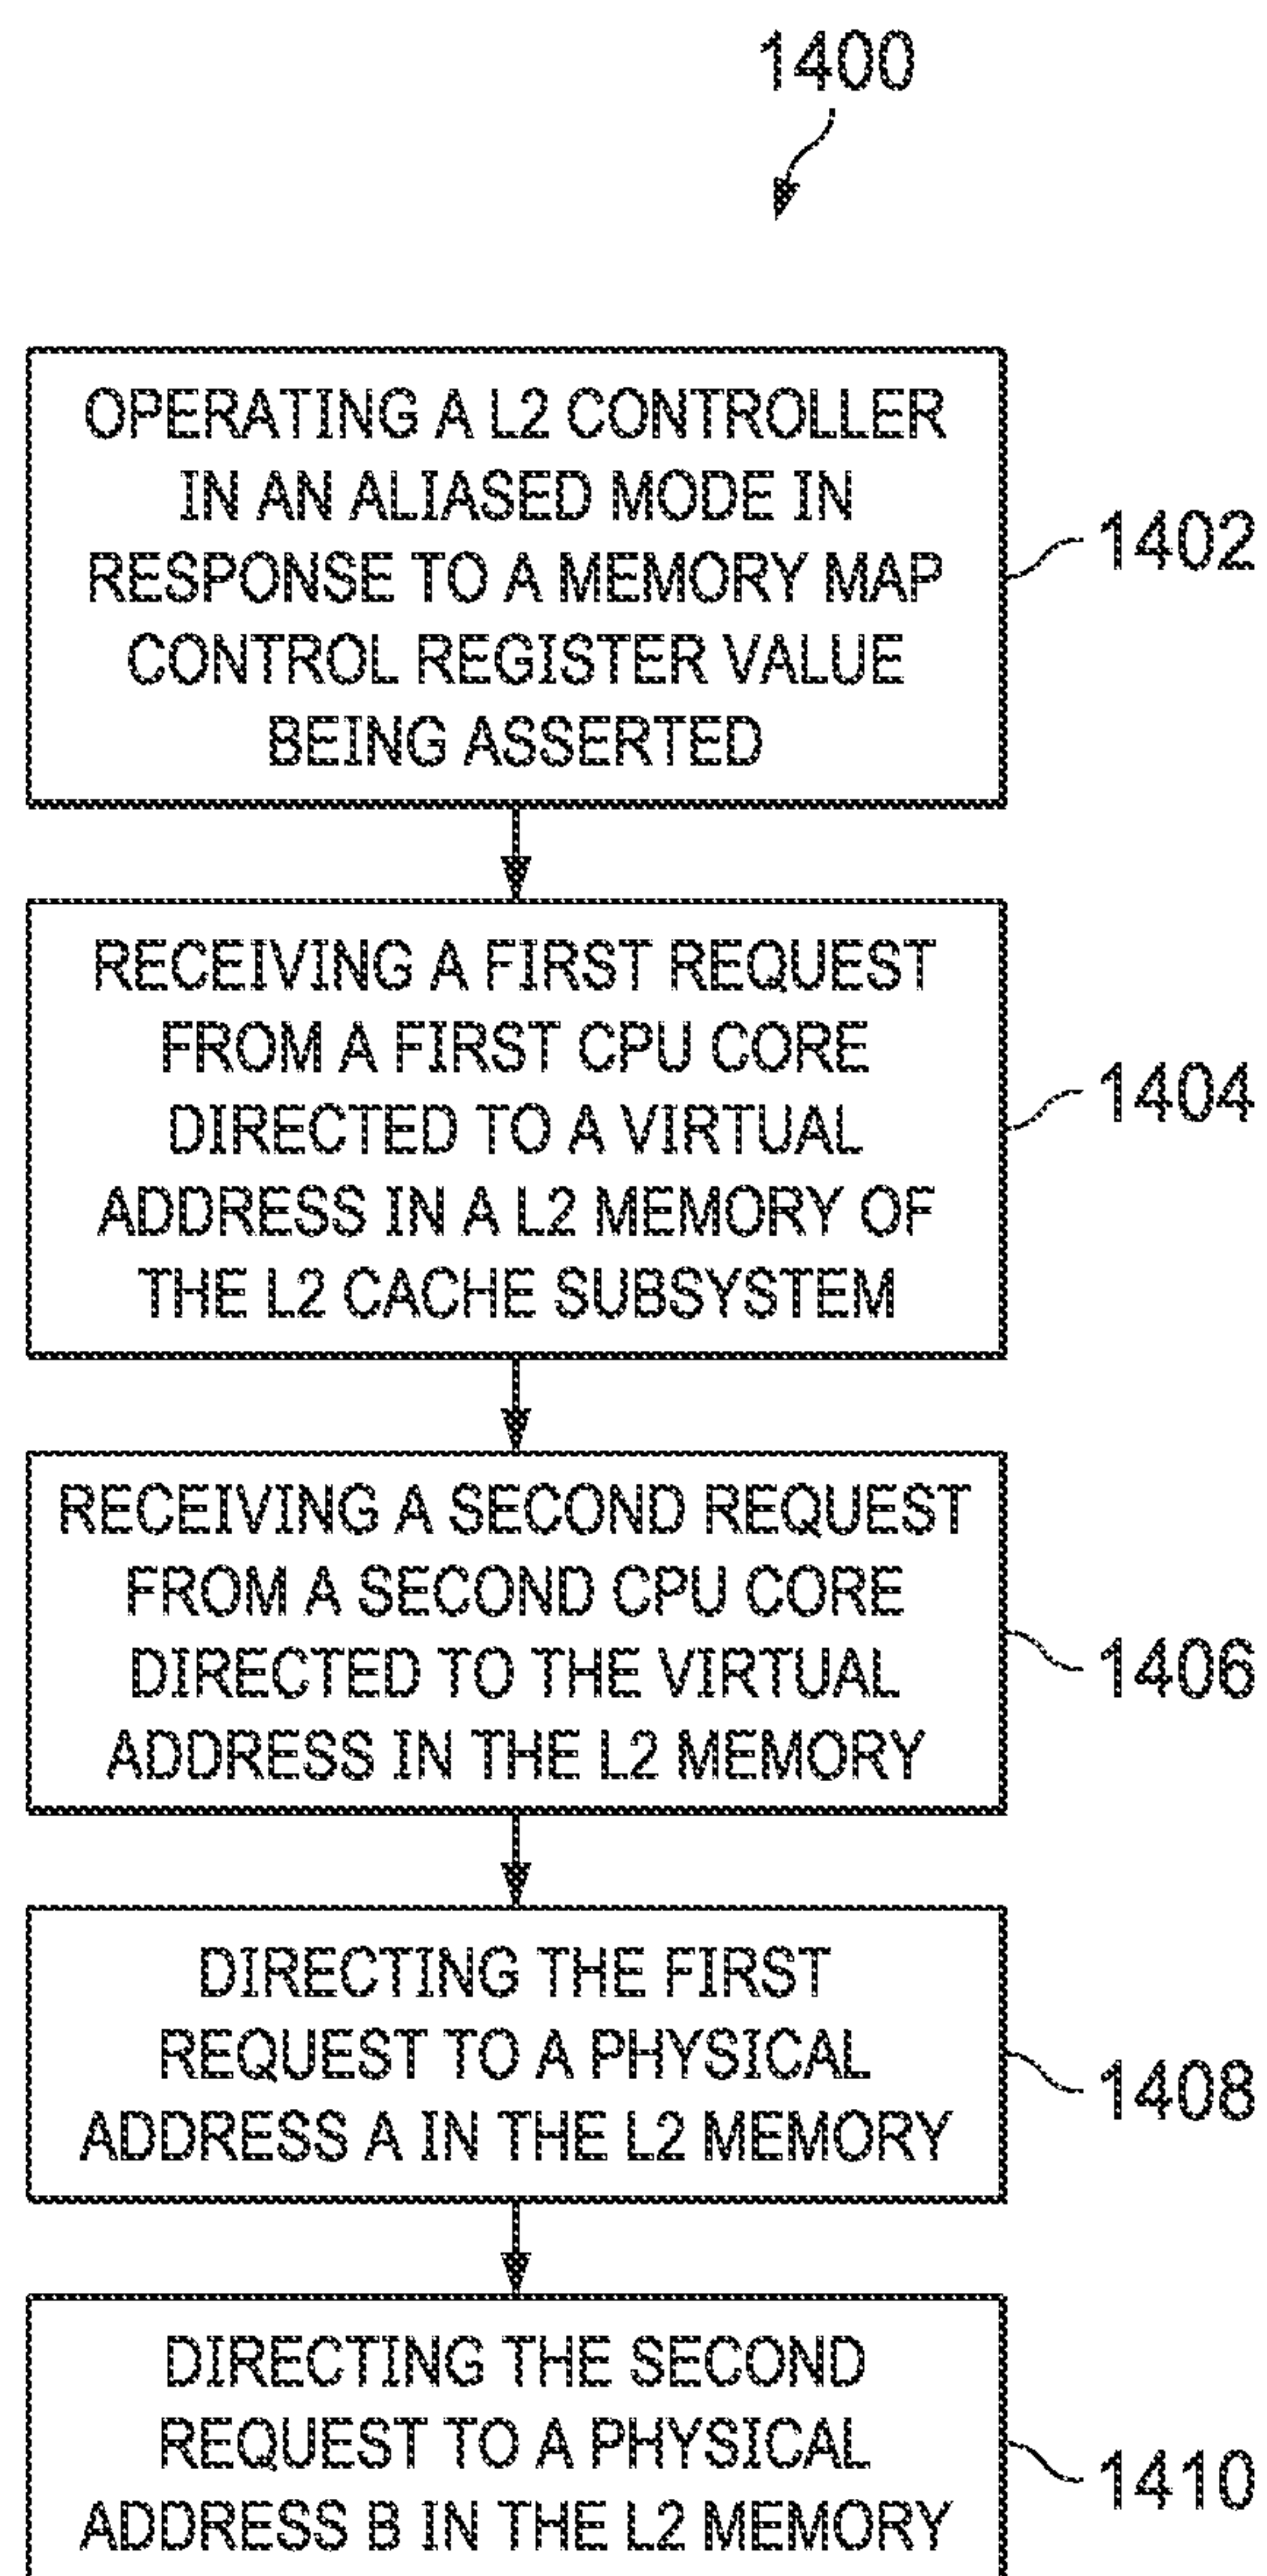 1400
OPERATING A L2 CONTROLLER
IN AN ALIASED MODE IN
RESPONSE TO A MEMORY MAP
CONTROL REGISTER VALUE
BEING ASSERTED
1402
RECEIVING A FIRST REQUEST
FROM A FIRST CPU CORE
DIRECTED TO A VIRTUAL
ADDRESS IN A L2 MEMORY OF
THE L2 CACHE SUBSYSTEM
1404
RECEIVING A SECOND REQUEST
FROM A SECOND CPU CORE
DIRECTED TO THE VIRTUAL
ADDRESS IN THE L2 MEMORY
1406
DIRECTING THE FIRST
REQUEST TO A PHYSICAL
ADDRESS A IN THE L2 MEMORY
1408
DIRECTING THE SECOND
REQUEST TO A PHYSICAL
ADDRESS B IN THE L2 MEMORY
1410